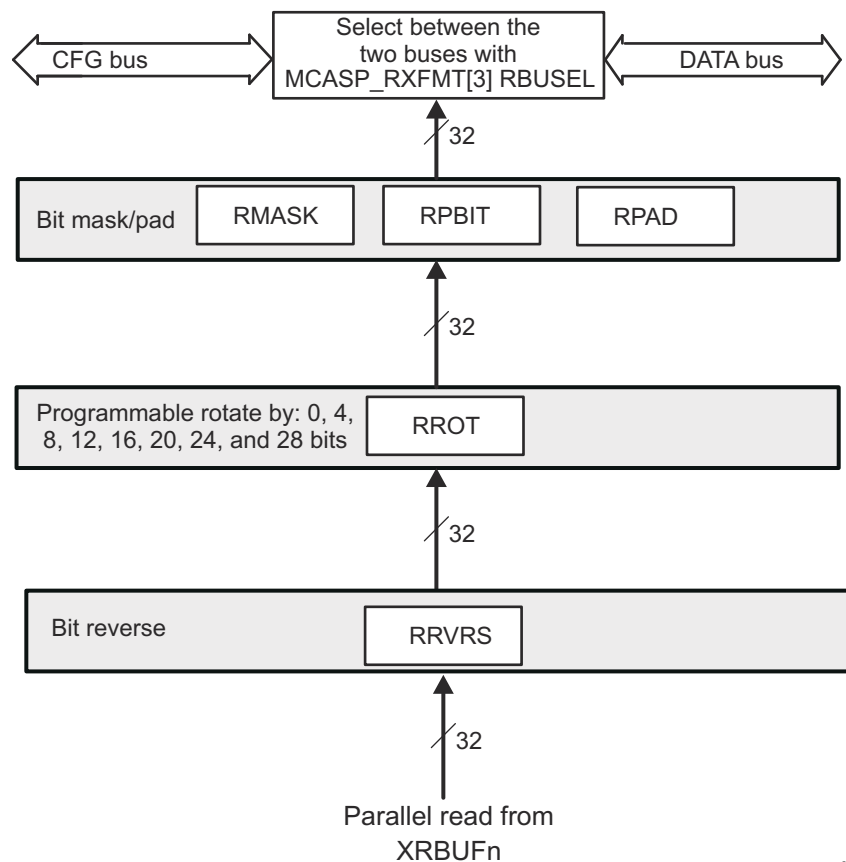 Select between the
two buses with
MCASP_RXFMT[3] RBUSEL
CFG bus
DATA bus
32
Bit mask/pad
RMASK
RPBIT
RPAD
32
Programmable rotate by: 0, 4,
8, 12, 16, 20, 24, and 28 bits
RROT
32
Bit reverse
RRVRS
32
Parallel read from
XRBUFn